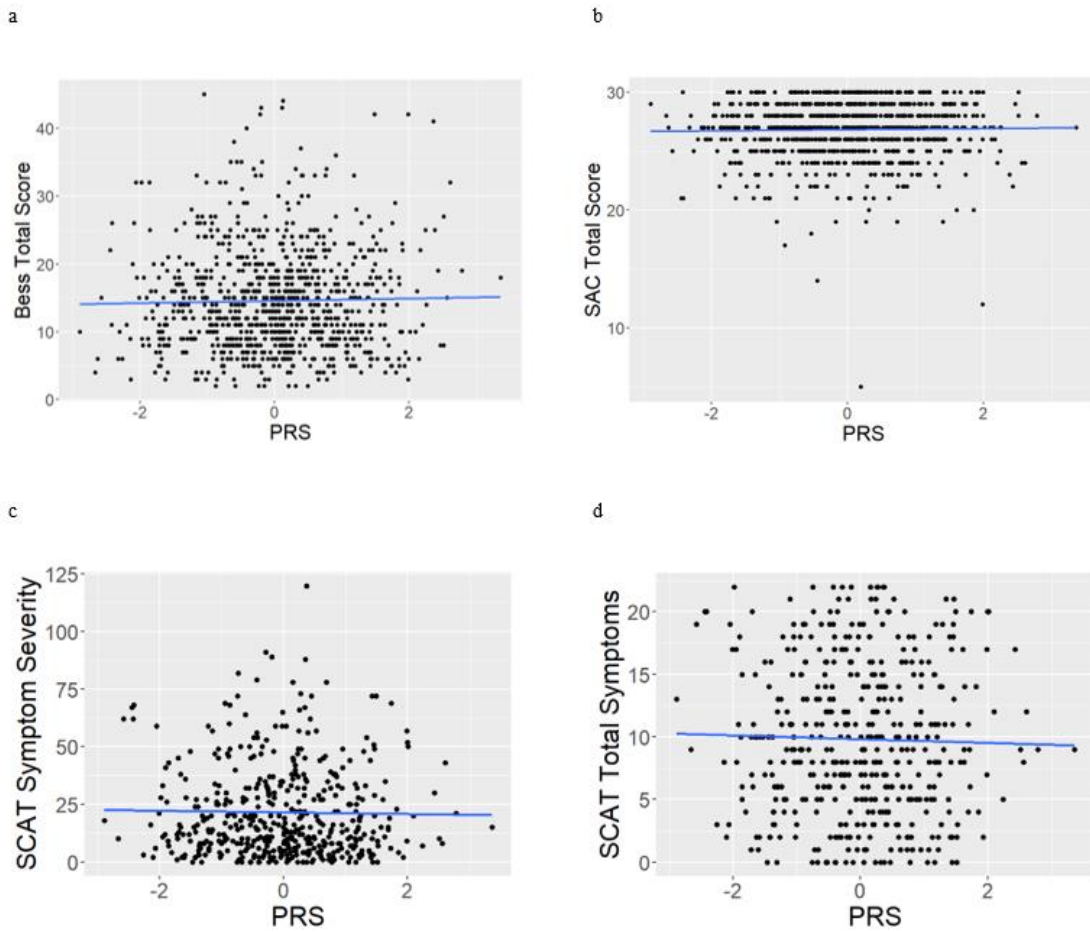 a
b
Bess Total Score
40
30
20
10
0
-2
0
2
PRS
SAC Total Score
30
20
10
-2
0
2
PRS
c
d
SCAT Symptom Severity
125
100
75
50
25
0
-2
0
2
PRS
SCAT Total Symptoms
20
15
10
5
0
-2
0
2
PRS